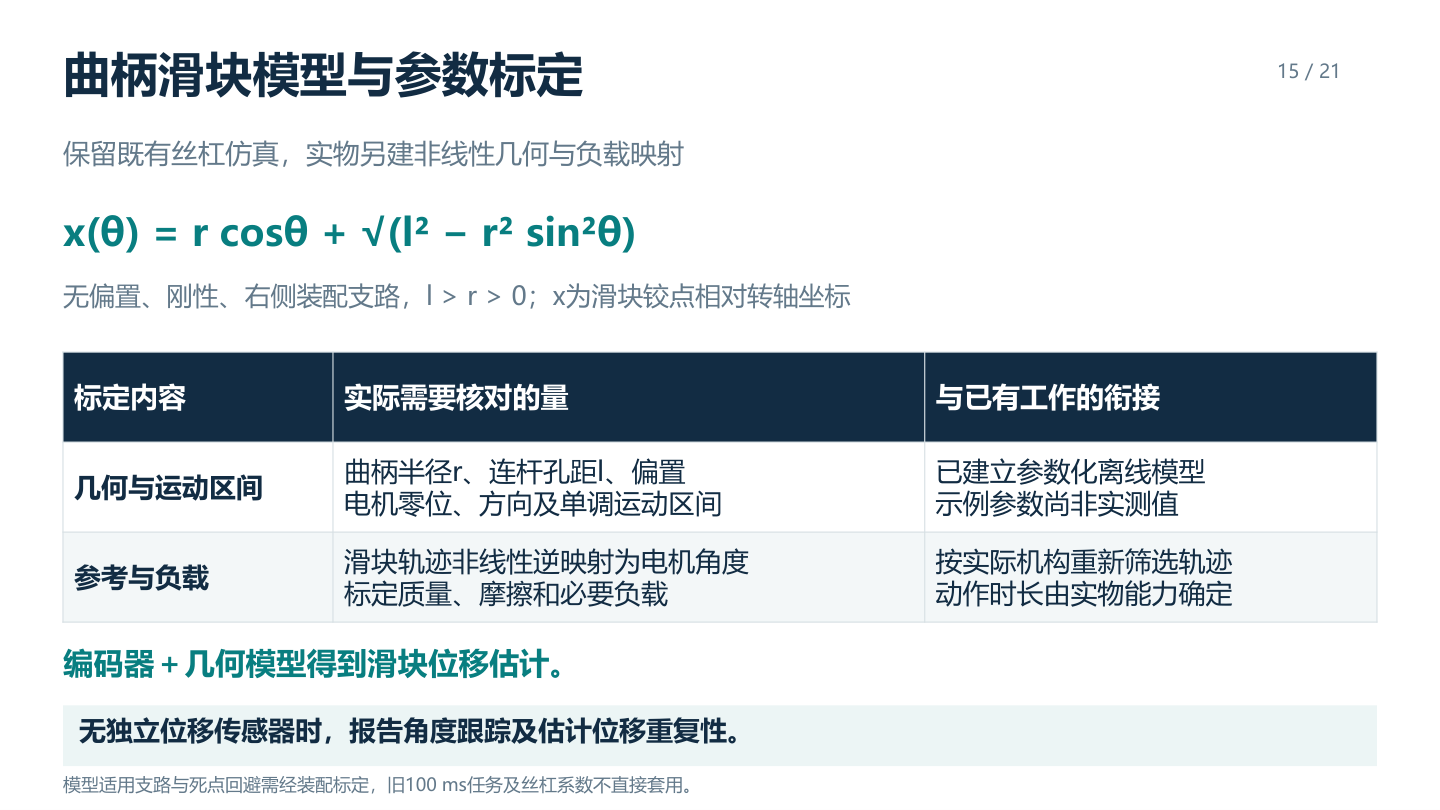 曲柄滑块模型与参数标定
15 / 21
保留既有丝杠仿真，实物另建非线性几何与负载映射
x(θ) = r cosθ + √(l² − r² sin²θ)
无偏置、刚性、右侧装配支路，l > r > 0；x为滑块铰点相对转轴坐标
标定内容
实际需要核对的量
与已有工作的衔接
几何与运动区间
曲柄半径r、连杆孔距l、偏置
电机零位、方向及单调运动区间
已建立参数化离线模型
示例参数尚非实测值
参考与负载
滑块轨迹非线性逆映射为电机角度
标定质量、摩擦和必要负载
按实际机构重新筛选轨迹
动作时长由实物能力确定
编码器 + 几何模型得到滑块位移估计。
无独立位移传感器时，报告角度跟踪及估计位移重复性。
模型适用支路与死点回避需经装配标定，旧100 ms任务及丝杠系数不直接套用。